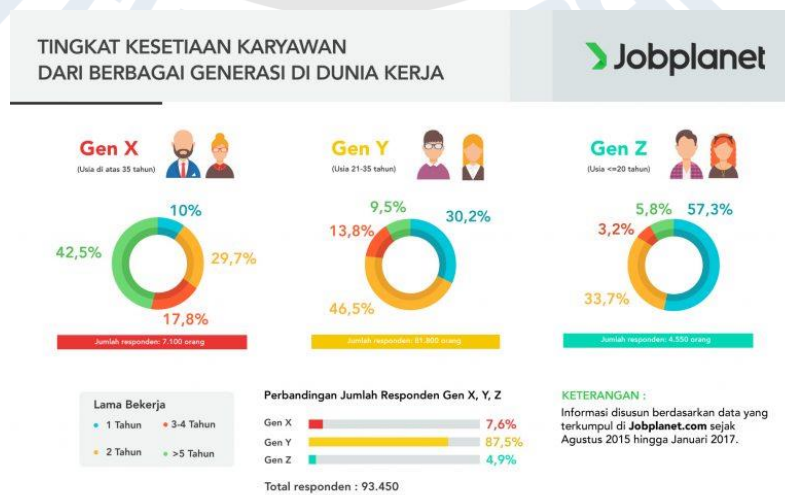 TINGKAT KESETIAAN KARYAWAN
DARI BERBAGAI GENERASI DI DUNIA KERJA
Jobplanet
Gen X
(Usia di atas 35 tahun)
10%
29,7%
17,8%
42,5%
Jumlah responden: 7.100 orang
Gen Y
(Usia 21-35 tahun)
9,5%
30,2%
13,8%
46,5%
Jumlah responden: 81.800 orang
Gen Z
(Usia <=20 tahun)
5,8%
57,3%
3,2%
33,7%
Jumlah responden: 4.550 orang
Lama Bekerja
1 Tahun
3-4 Tahun
2 Tahun
>5 Tahun
Perbandingan Jumlah Responden Gen X, Y, Z
Gen X 7,6%
Gen Y 87,5%
Gen Z 4,9%
Total responden : 93.450
KETERANGAN :
Informasi disusun berdasarkan data yang
terkumpul di Jobplanet.com sejak
Agustus 2015 hingga Januari 2017.